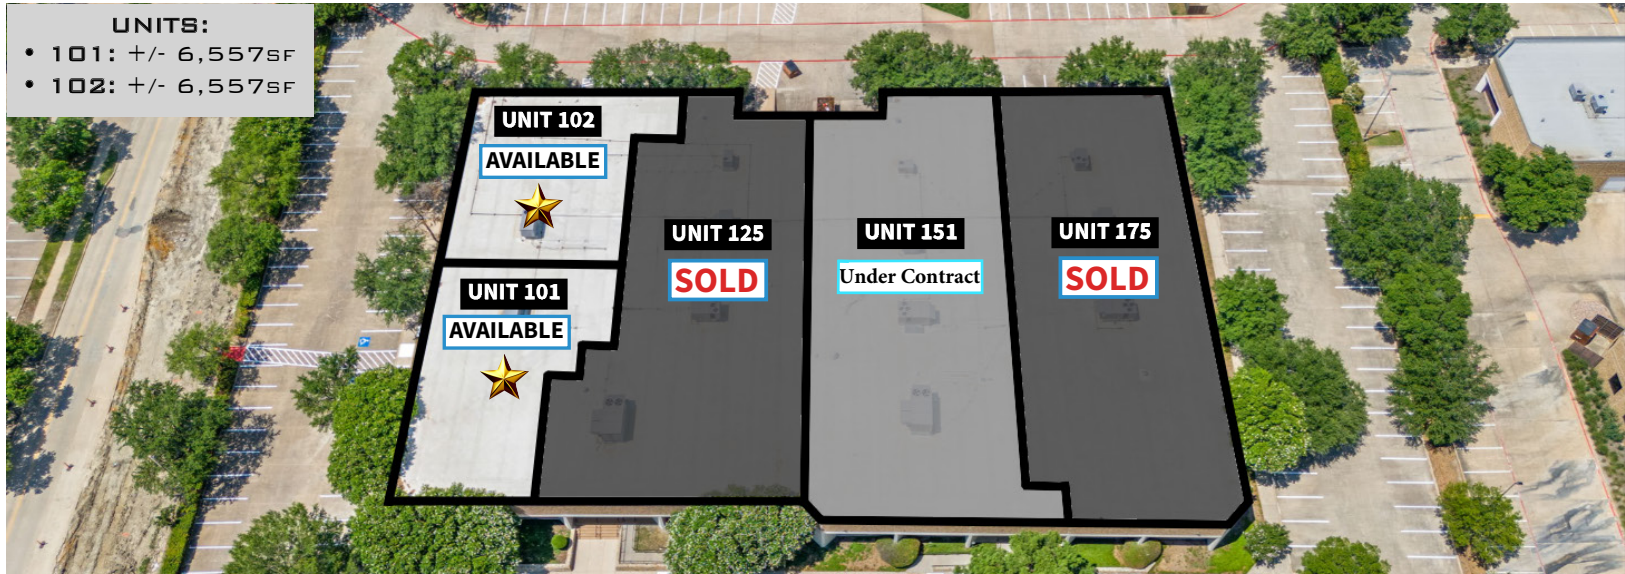 UNITS:
• 101: +/- 6,557SF
• 102: +/- 6,557SF
UNIT 102
AVAILABLE
UNIT 101
AVAILABLE
UNIT 125
SOLD
UNIT 151
Under Contract
UNIT 175
SOLD